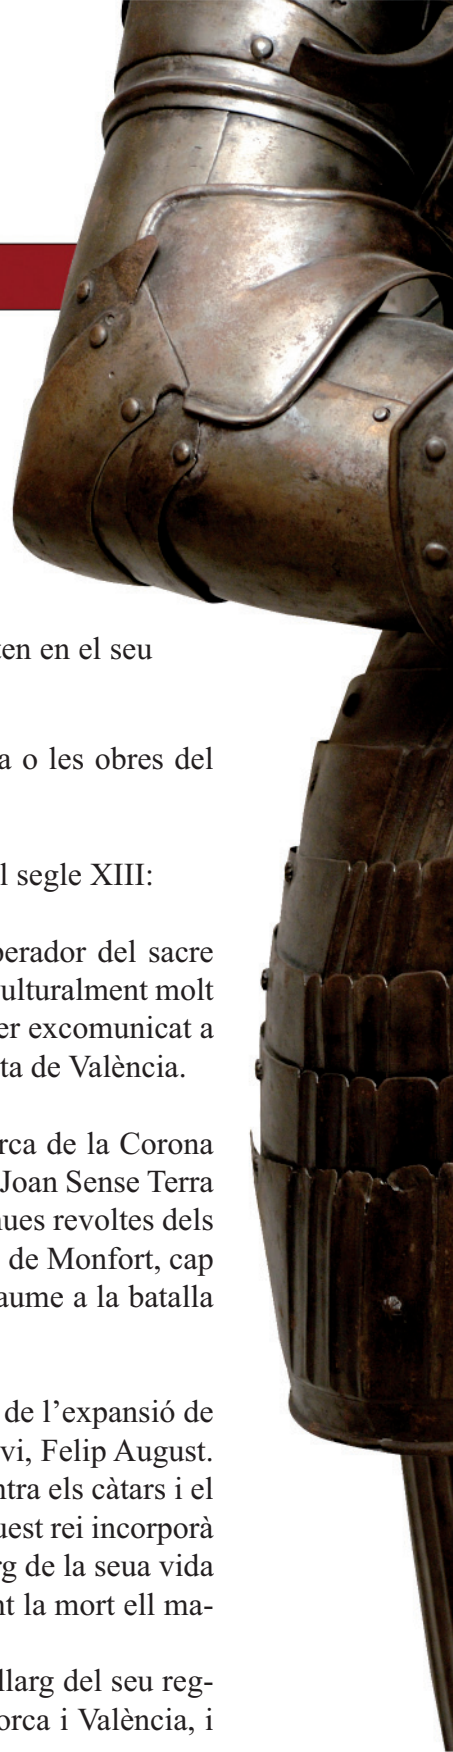 en en el seu
a o les obres del
l segle XIII:
perador del sacre
ulturalment molt
er excomunicat a
ta de València.
rca de la Corona
Joan Sense Terra
nues revoltes dels
de Monfort, cap
aume a la batalla
de l’expansió de
vi, Felip August.
ntra els càtars i el
uest rei incorporà
rg de la seua vida
nt la mort ell ma-
llarg del seu reg-
orca i València, i